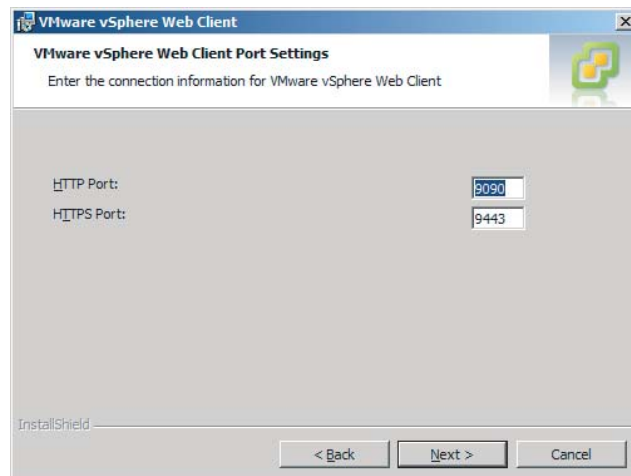 VMware vSphere Web Client
VMware vSphere Web Client Port Settings
Enter the connection information for VMware vSphere Web Client
HTTP Port: 9090
HTTPS Port: 9443
InstallShield
< Back Next > Cancel